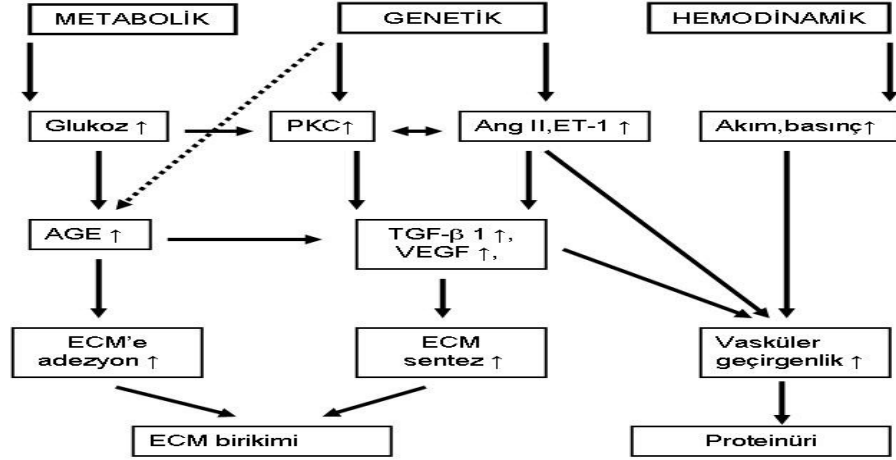 METABOLİK
GENETİK
HEMODİNAMİK
Glukoz ↑
PKC↑
Ang II,ET-1 ↑
Akım,basınç↑
AGE ↑
TGF-β 1 ↑,
VEGF ↑,
ECM'e
adezyon ↑
ECM
sentez ↑
Vasküler
geçirgenlik ↑
ECM birikimi
Proteinüri